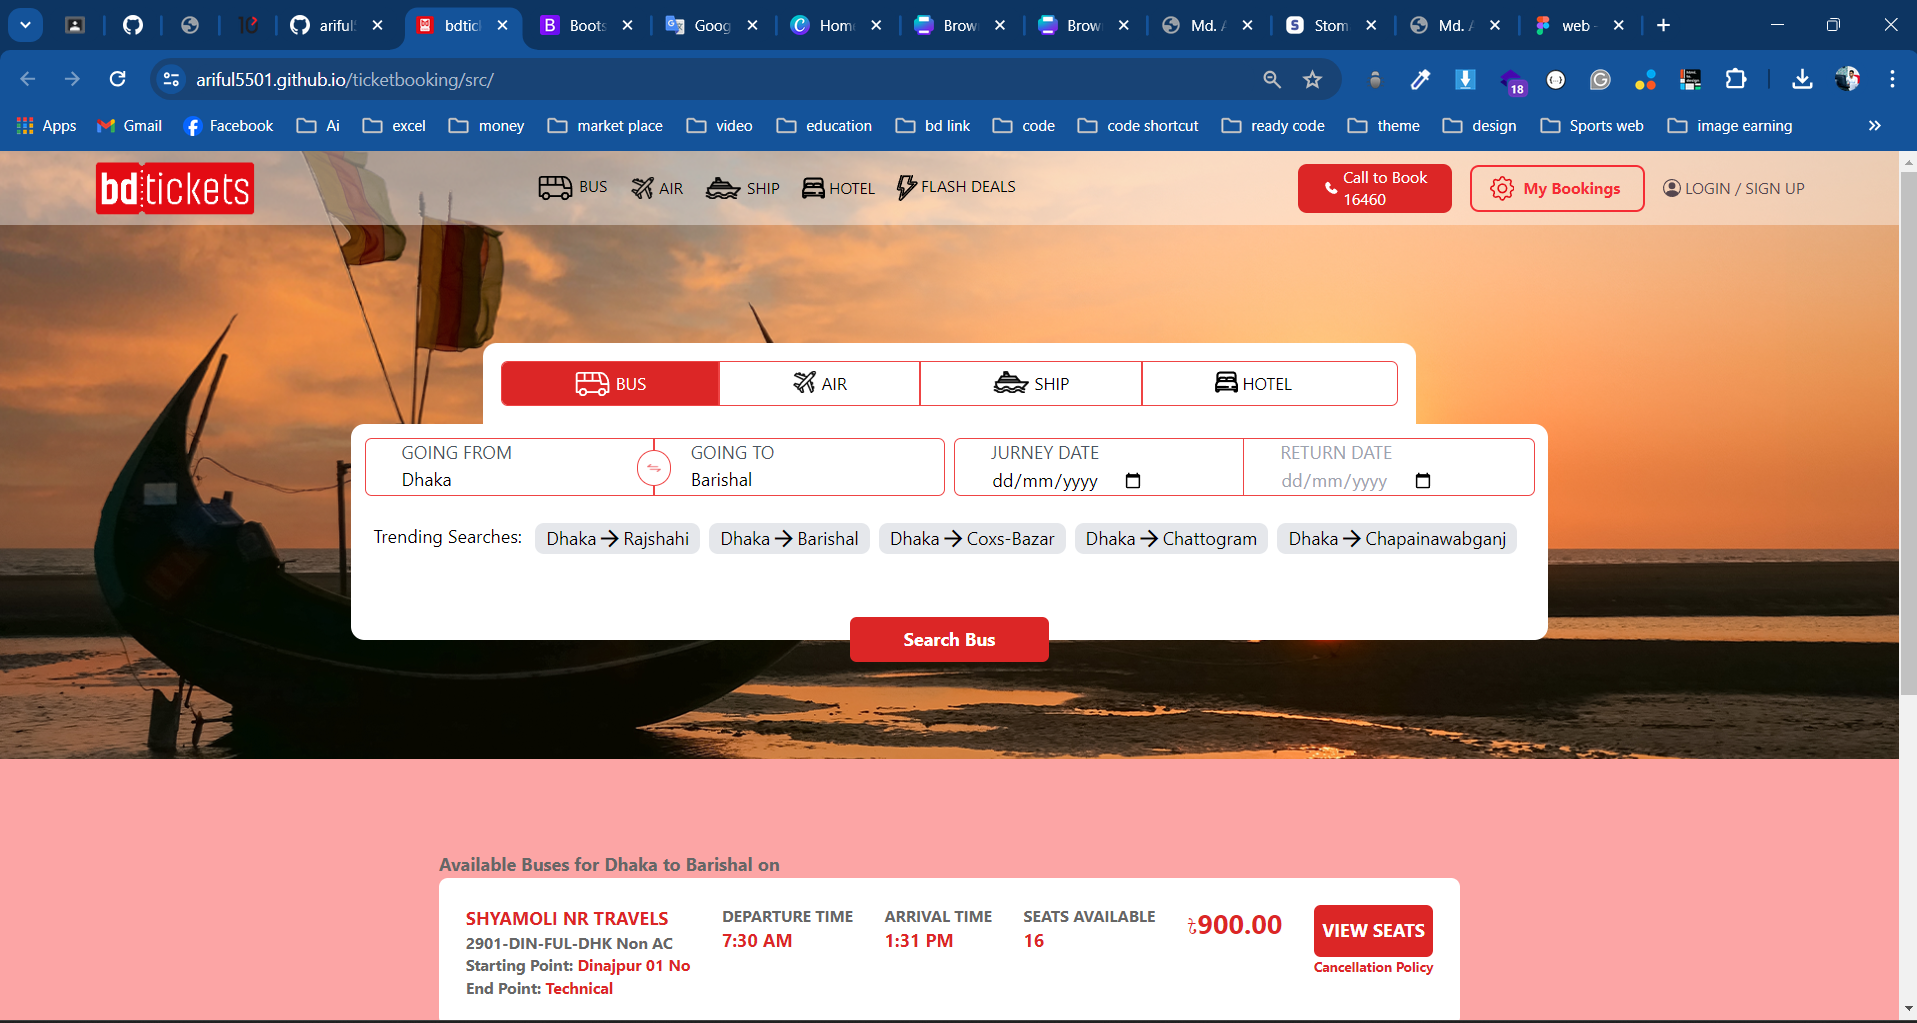 ariful5
bdtick
Boots
Goog
Home
Brow
Brow
Md. A
Stom
Md. A
web -
ariful5501.github.io/ticketbooking/src/
18
Apps
Gmail
Facebook
Ai
excel
money
market place
video
education
bd link
code
code shortcut
ready code
theme
design
Sports web
image earning
bdtickets
BUS
AIR
SHIP
HOTEL
FLASH DEALS
Call to Book
16460
My Bookings
LOGIN / SIGN UP
BUS
AIR
SHIP
HOTEL
GOING FROM
Dhaka
GOING TO
Barishal
JURNEY DATE
dd/mm/yyyy
RETURN DATE
dd/mm/yyyy
Trending Searches:
Dhaka → Rajshahi
Dhaka → Barishal
Dhaka → Coxs-Bazar
Dhaka → Chattogram
Dhaka → Chapainawabganj
Search Bus
Available Buses for Dhaka to Barishal on
SHYAMOLI NR TRAVELS
2901-DIN-FUL-DHK Non AC
Starting Point: Dinajpur 01 No
End Point: Technical
DEPARTURE TIME
7:30 AM
ARRIVAL TIME
1:31 PM
SEATS AVAILABLE
16
৳900.00
VIEW SEATS
Cancellation Policy